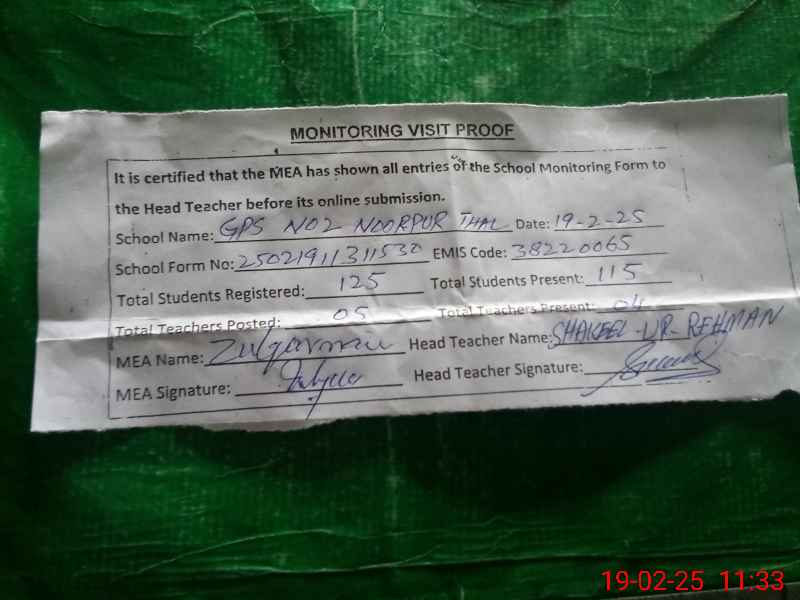 MONITORING VISIT PROOF
It is certified that the MEA has shown all entries of the School Monitoring Form to
the Head Teacher before its online submission.
School Name: GPS NO2 NOORPUR THAL Date: 19-2-25
School Form No: 25021911311530 EMIS Code: 38220065
Total Students Registered: 125 Total Students Present: 115
Total Teachers Posted: 05 Total Teachers Present: 04
MEA Name: Head Teacher Name: SHAKEEL-UR-REHMAN
MEA Signature: Head Teacher Signature:
19-02-25 11:33